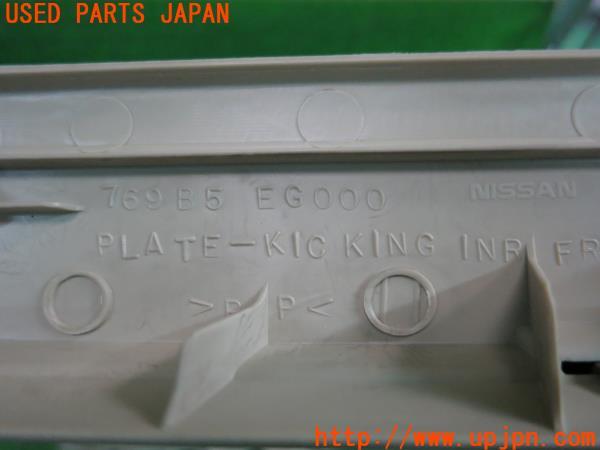 USED PARTS JAPAN
769B5 EG000 NISSAN
PLATE-KICKING INR FR
>P P<
http://www.upjpn.com